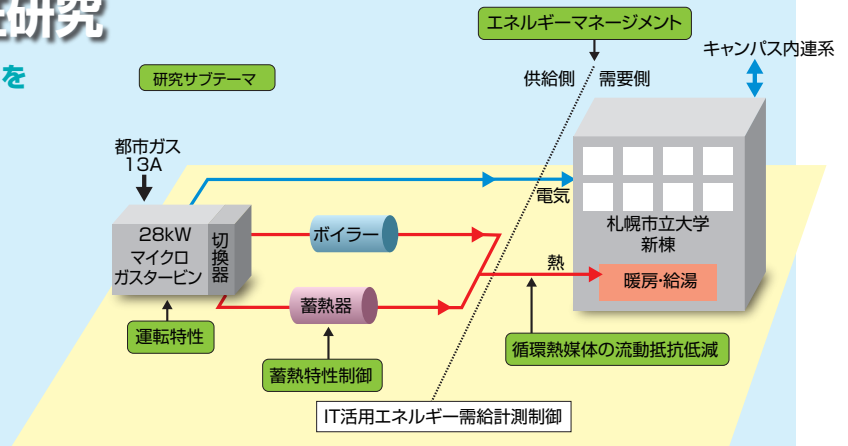 研究
を
研究サブテーマ
エネルギーマネージメント
キャンパス内連系
供給側
需要側
都市ガス
13A
電気
28kW
マイクロ
ガスタービン
切換器
ボイラー
蓄熱器
熱
札幌市立大学
新棟
暖房・給湯
運転特性
蓄熱特性制御
循環熱媒体の流動抵抗低減
IT活用エネルギー需給計測制御